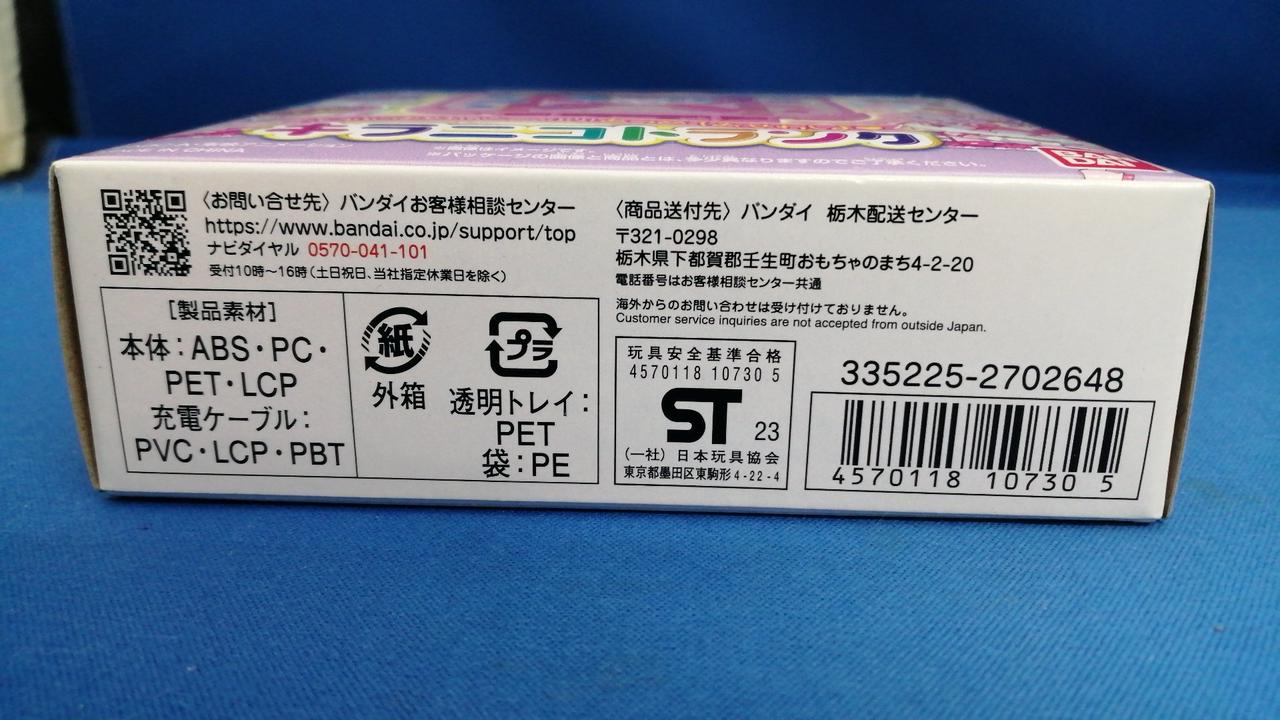 キラニコトランク
BANDAI
IN CHINA
〈お問い合せ先〉バンダイお客様相談センター
https://www.bandai.co.jp/support/top
ナビダイヤル 0570-041-101
受付10時～16時(土日祝日、当社指定休業日を除く)
〈商品送付先〉バンダイ 栃木配送センター
〒321-0298
栃木県下都賀郡壬生町おもちゃのまち4-2-20
電話番号はお客様相談センター共通
海外からのお問い合わせは受け付けておりません。
Customer service inquiries are not accepted from outside Japan.
[製品素材]
本体:ABS・PC・
PET・LCP
充電ケーブル:
PVC・LCP・PBT
紙
外箱
プラ
透明トレイ:
PET
袋:PE
玩具安全基準合格
4570118 10730 5
ST 23
(一社)日本玩具協会
東京都墨田区東駒形4-22-4
335225-2702648
4570118 10730 5